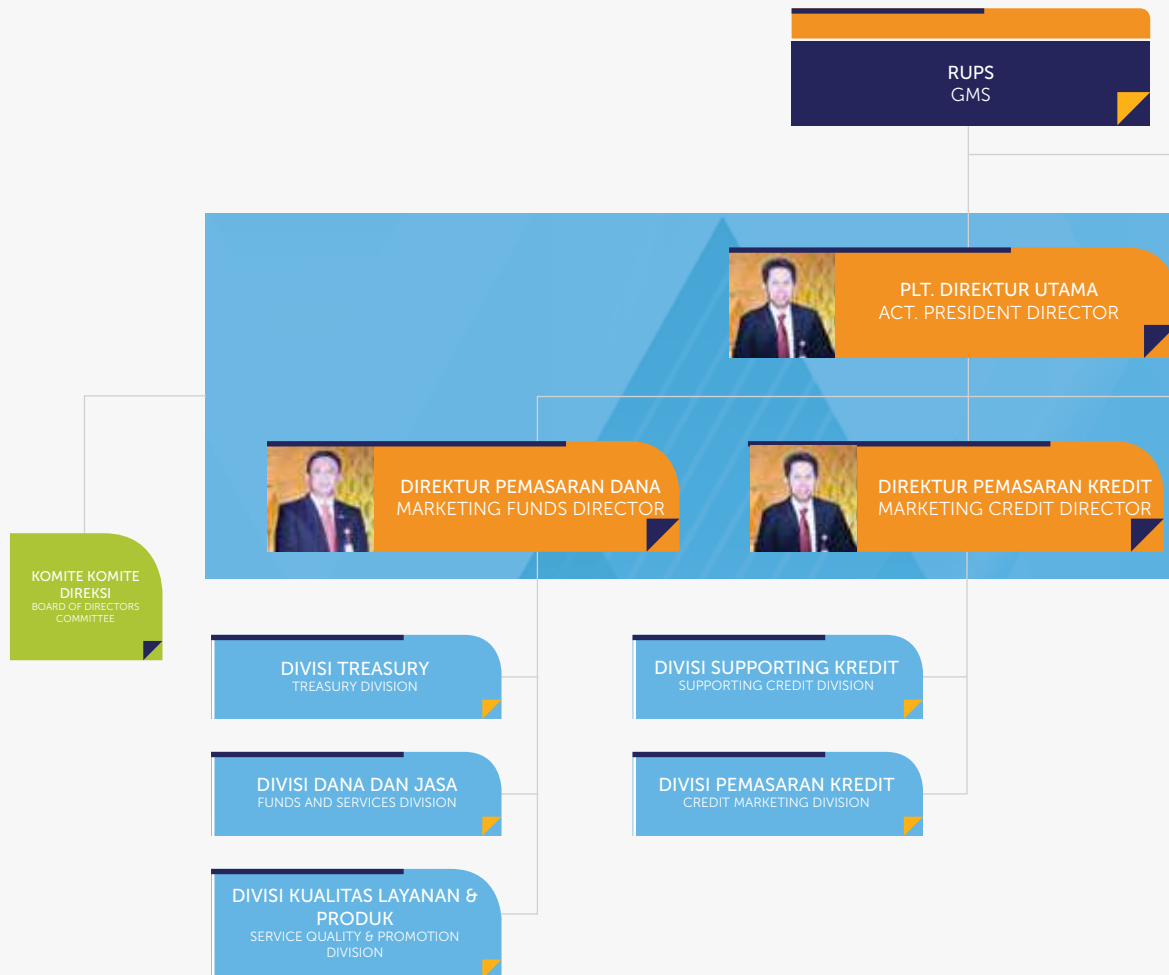 RUPS
GMS
PLT. DIREKTUR UTAMA
ACT. PRESIDENT DIRECTOR
DIREKTUR PEMASARAN DANA
MARKETING FUNDS DIRECTOR
DIREKTUR PEMASARAN KREDIT
MARKETING CREDIT DIRECTOR
KOMITE KOMITE
DIREKSI
BOARD OF DIRECTORS
COMMITTEE
DIVISI TREASURY
TREASURY DIVISION
DIVISI SUPPORTING KREDIT
SUPPORTING CREDIT DIVISION
DIVISI DANA DAN JASA
FUNDS AND SERVICES DIVISION
DIVISI PEMASARAN KREDIT
CREDIT MARKETING DIVISION
DIVISI KUALITAS LAYANAN &
PRODUK
SERVICE QUALITY & PROMOTION
DIVISION